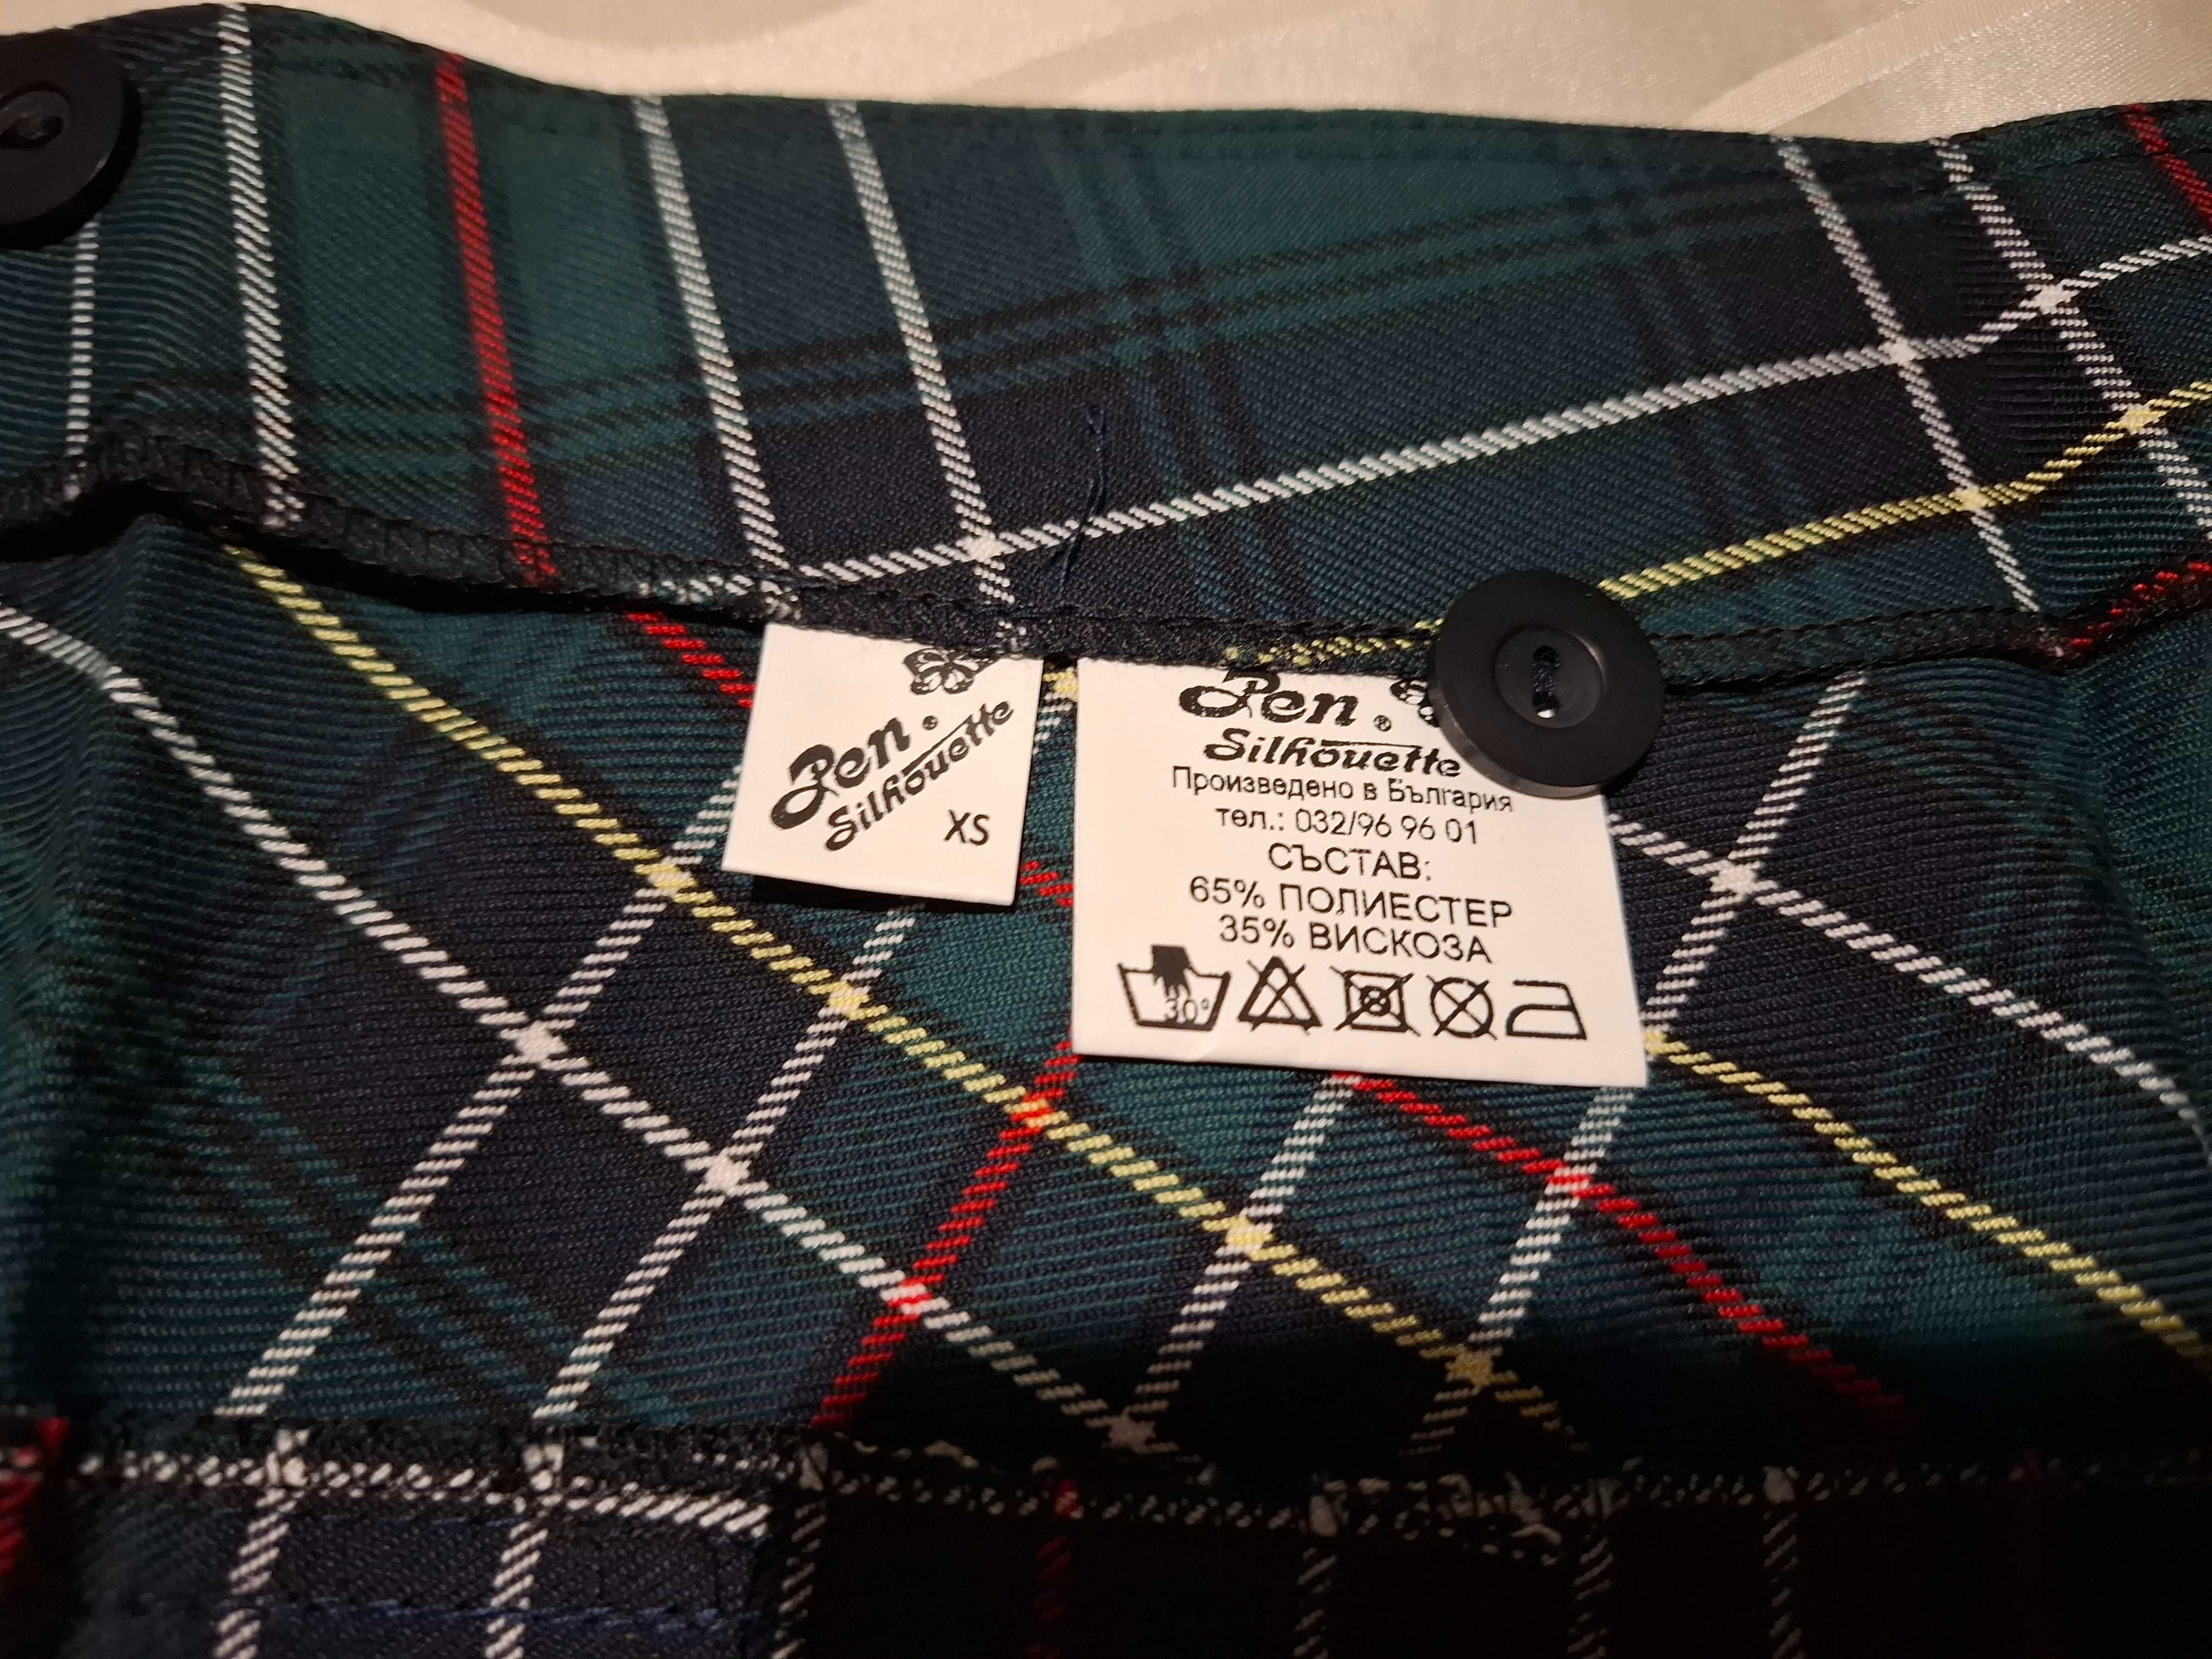 Pen®
Silhouette
XS
Pen®
Silhouette
Произведено в България
тел.: 032/96 96 01
СЪСТАВ:
65% ПОЛИЕСТЕР
35% ВИСКОЗА
30°